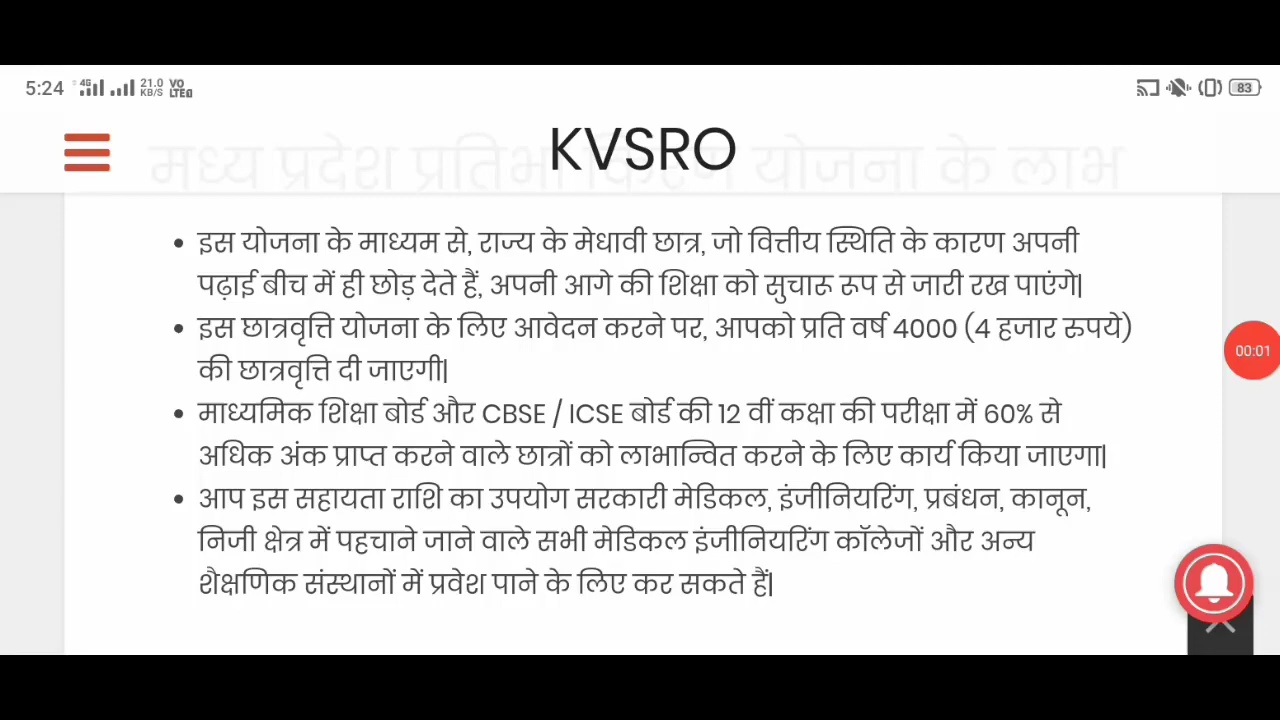 5:24 4G 21.0 KB/S VO LTE 83
KVSRO
मध्य प्रदेश प्रतिभा किरण योजना के लाभ
• इस योजना के माध्यम से, राज्य के मेधावी छात्र, जो वित्तीय स्थिति के कारण अपनी
पढ़ाई बीच में ही छोड़ देते हैं, अपनी आगे की शिक्षा को सुचारू रूप से जारी रख पाएंगे|
• इस छात्रवृत्ति योजना के लिए आवेदन करने पर, आपको प्रति वर्ष 4000 (4 हजार रुपये)
की छात्रवृत्ति दी जाएगी|
00:01
• माध्यमिक शिक्षा बोर्ड और CBSE / ICSE बोर्ड की 12 वीं कक्षा की परीक्षा में 60% से
अधिक अंक प्राप्त करने वाले छात्रों को लाभान्वित करने के लिए कार्य किया जाएगा|
• आप इस सहायता राशि का उपयोग सरकारी मेडिकल, इंजीनियरिंग, प्रबंधन, कानून,
निजी क्षेत्र में पहचाने जाने वाले सभी मेडिकल इंजीनियरिंग कॉलेजों और अन्य
शैक्षणिक संस्थानों में प्रवेश पाने के लिए कर सकते हैं|